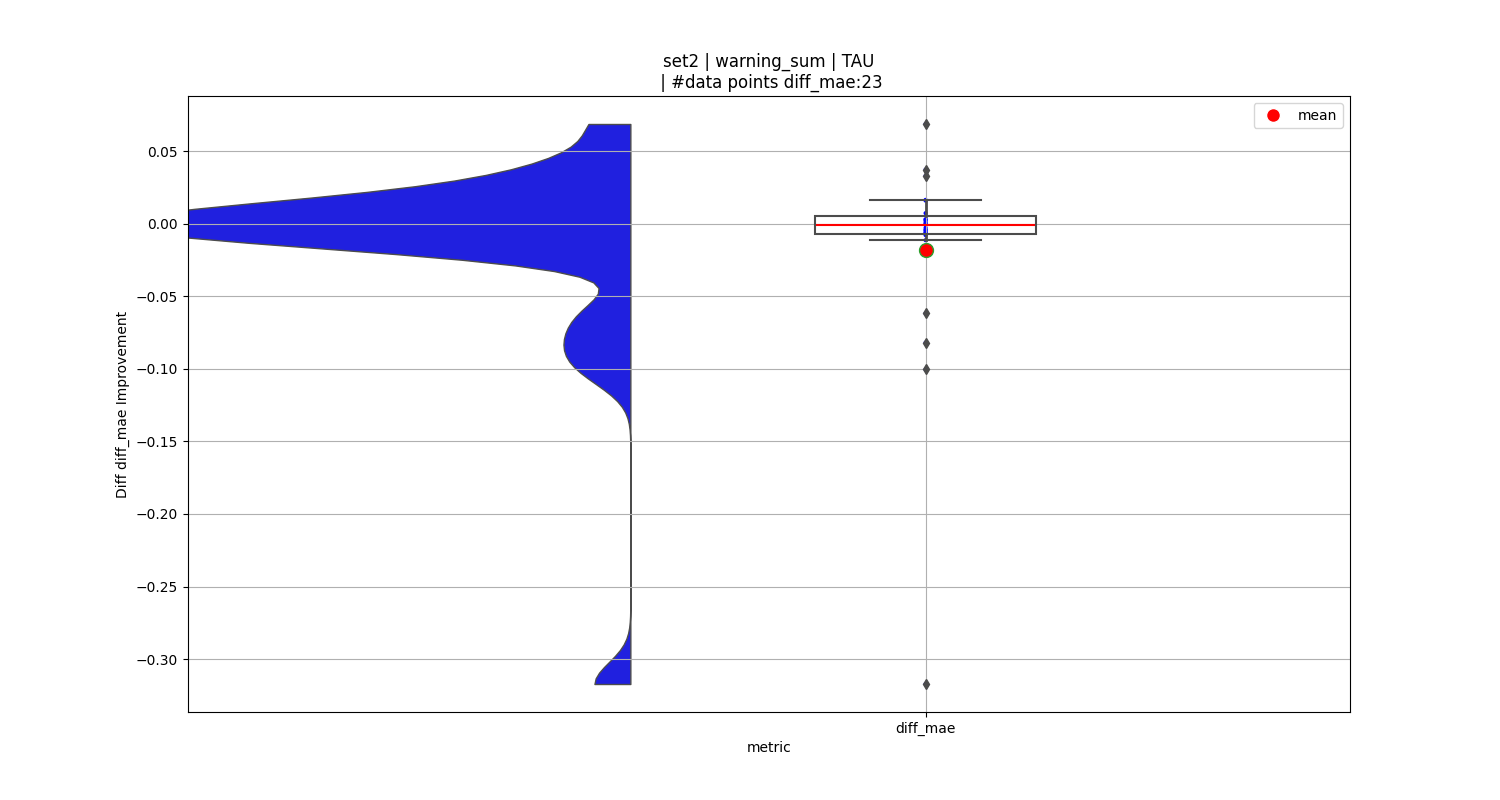 set2 | warning_sum | TAU
| #data points diff_mae:23
mean
0.05
0.00
−0.05
−0.10
−0.15
−0.20
−0.25
−0.30
Diff diff_mae Improvement
diff_mae
metric